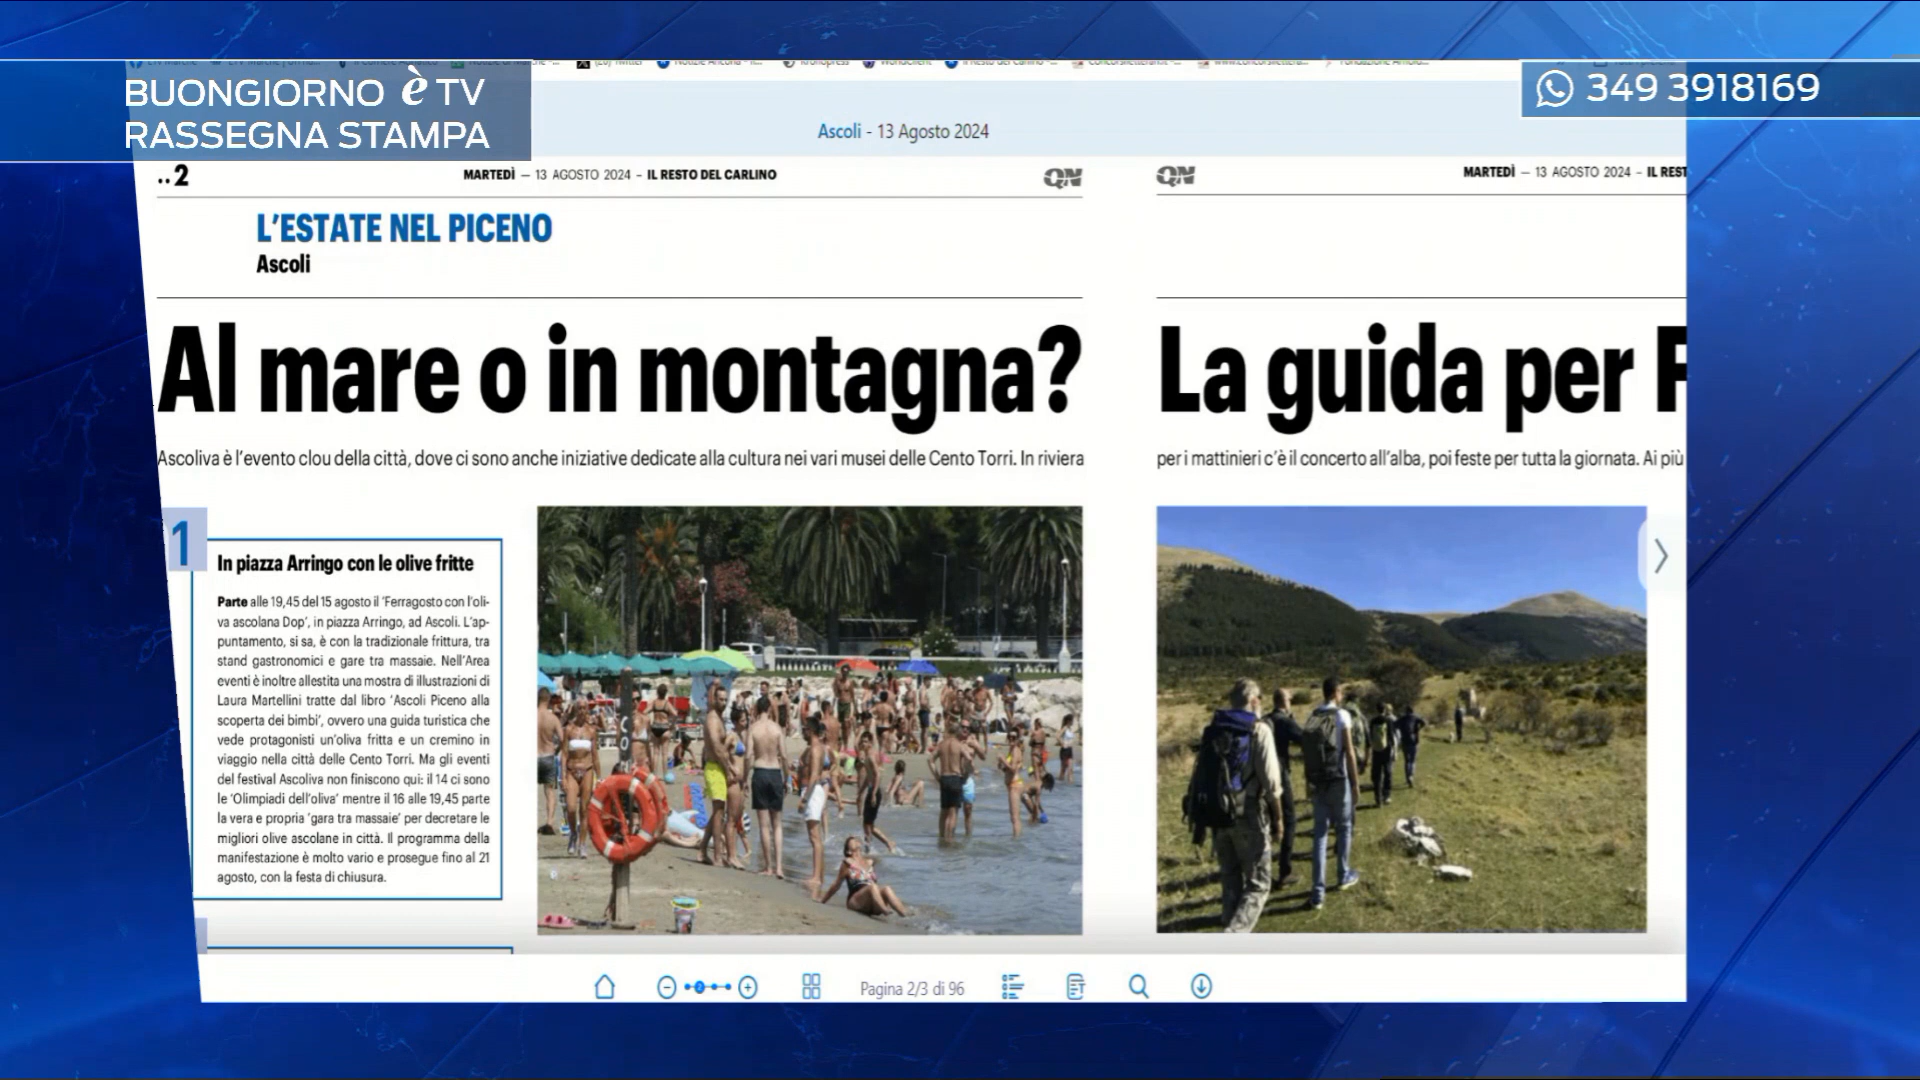 BUONGIORNO è TV
RASSEGNA STAMPA
349 3918169
Ascoli - 13 Agosto 2024
..2
MARTEDÌ — 13 AGOSTO 2024 – IL RESTO DEL CARLINO
QN
QN
MARTEDÌ — 13 AGOSTO 2024 – IL REST
L'ESTATE NEL PICENO
Ascoli
Al mare o in montagna?
La guida per F
Ascoliva è l'evento clou della città, dove ci sono anche iniziative dedicate alla cultura nei vari musei delle Cento Torri. In riviera
per i mattinieri c'è il concerto all'alba, poi feste per tutta la giornata. Ai più
1
In piazza Arringo con le olive fritte
Parte alle 19,45 del 15 agosto il 'Ferragosto con l'oli-
va ascolana Dop', in piazza Arringo, ad Ascoli. L'ap-
puntamento, si sa, è con la tradizionale frittura, tra
stand gastronomici e gare tra massaie. Nell'Area
eventi è inoltre allestita una mostra di illustrazioni di
Laura Martellini tratte dal libro 'Ascoli Piceno alla
scoperta dei bimbi', ovvero una guida turistica che
vede protagonisti un'oliva fritta e un cremino in
viaggio nella città delle Cento Torri. Ma gli eventi
del festival Ascoliva non finiscono qui: il 14 ci sono
le 'Olimpiadi dell'oliva' mentre il 16 alle 19,45 parte
la vera e propria 'gara tra massaie' per decretare le
migliori olive ascolane in città. Il programma della
manifestazione è molto vario e prosegue fino al 21
agosto, con la festa di chiusura.
Pagina 2/3 di 96